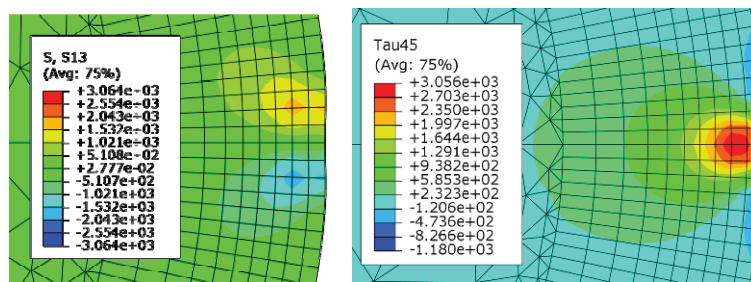 S, S13
(Avg: 75%)
+3.064e-03
+2.554e-03
+2.043e-03
+1.532e-03
+1.021e-03
+5.108e-02
+2.777e-02
-5.107e+02
-1.021e+03
-1.532e+03
-2.043e+03
-2.554e+03
-3.064e+03
Tau45
(Avg: 75%)
+3.056e+03
+2.703e+03
+2.350e+03
+1.997e+03
+1.644e+03
+1.291e+03
+9.382e+02
+5.853e+02
+2.323e+02
-1.206e+02
-4.736e+02
-8.266e+02
-1.180e+03